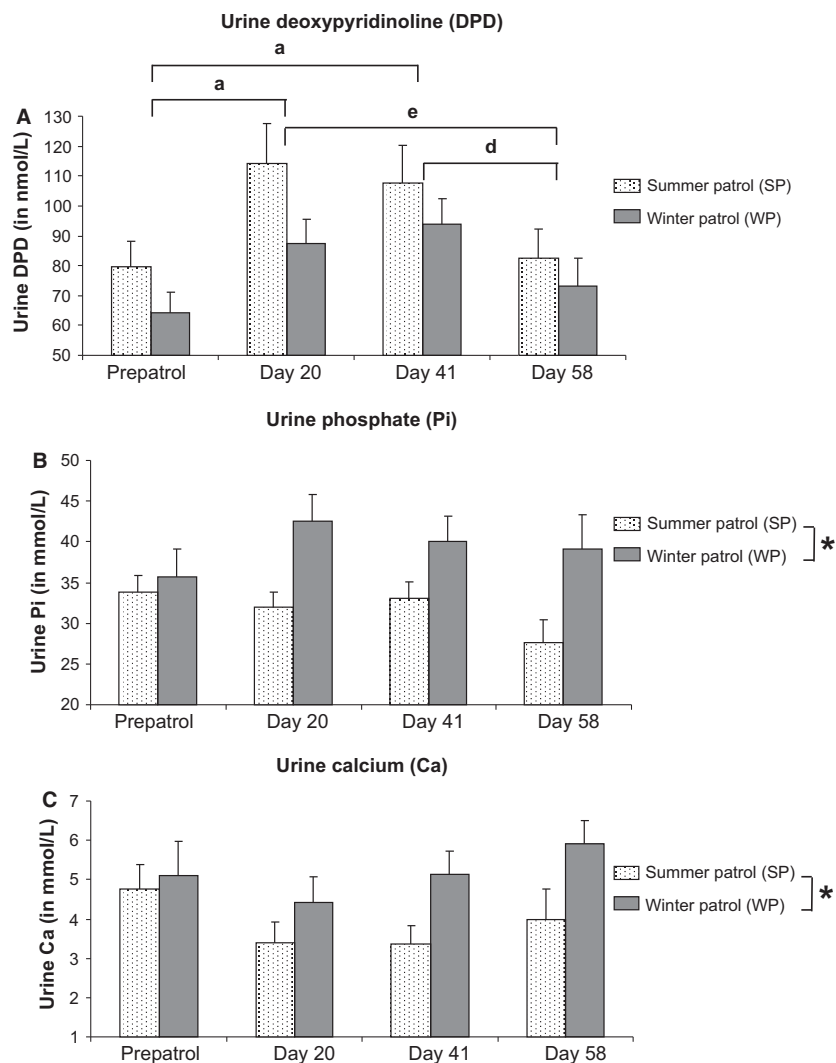 Urine deoxypyridinoline (DPD)
a
a
A
e
d
130
120
110
100
90
80
70
60
50
Urine DPD (in nmol/L)
Summer patrol (SP)
Winter patrol (WP)
Prepatrol Day 20 Day 41 Day 58
Urine phosphate (Pi)
B
50
45
40
35
30
25
20
Urine Pi (in mmol/L)
Summer patrol (SP)
Winter patrol (WP)
*
Prepatrol Day 20 Day 41 Day 58
Urine calcium (Ca)
C
7
6
5
4
3
2
1
Urine Ca (in mmol/L)
Summer patrol (SP)
Winter patrol (WP)
*
Prepatrol Day 20 Day 41 Day 58